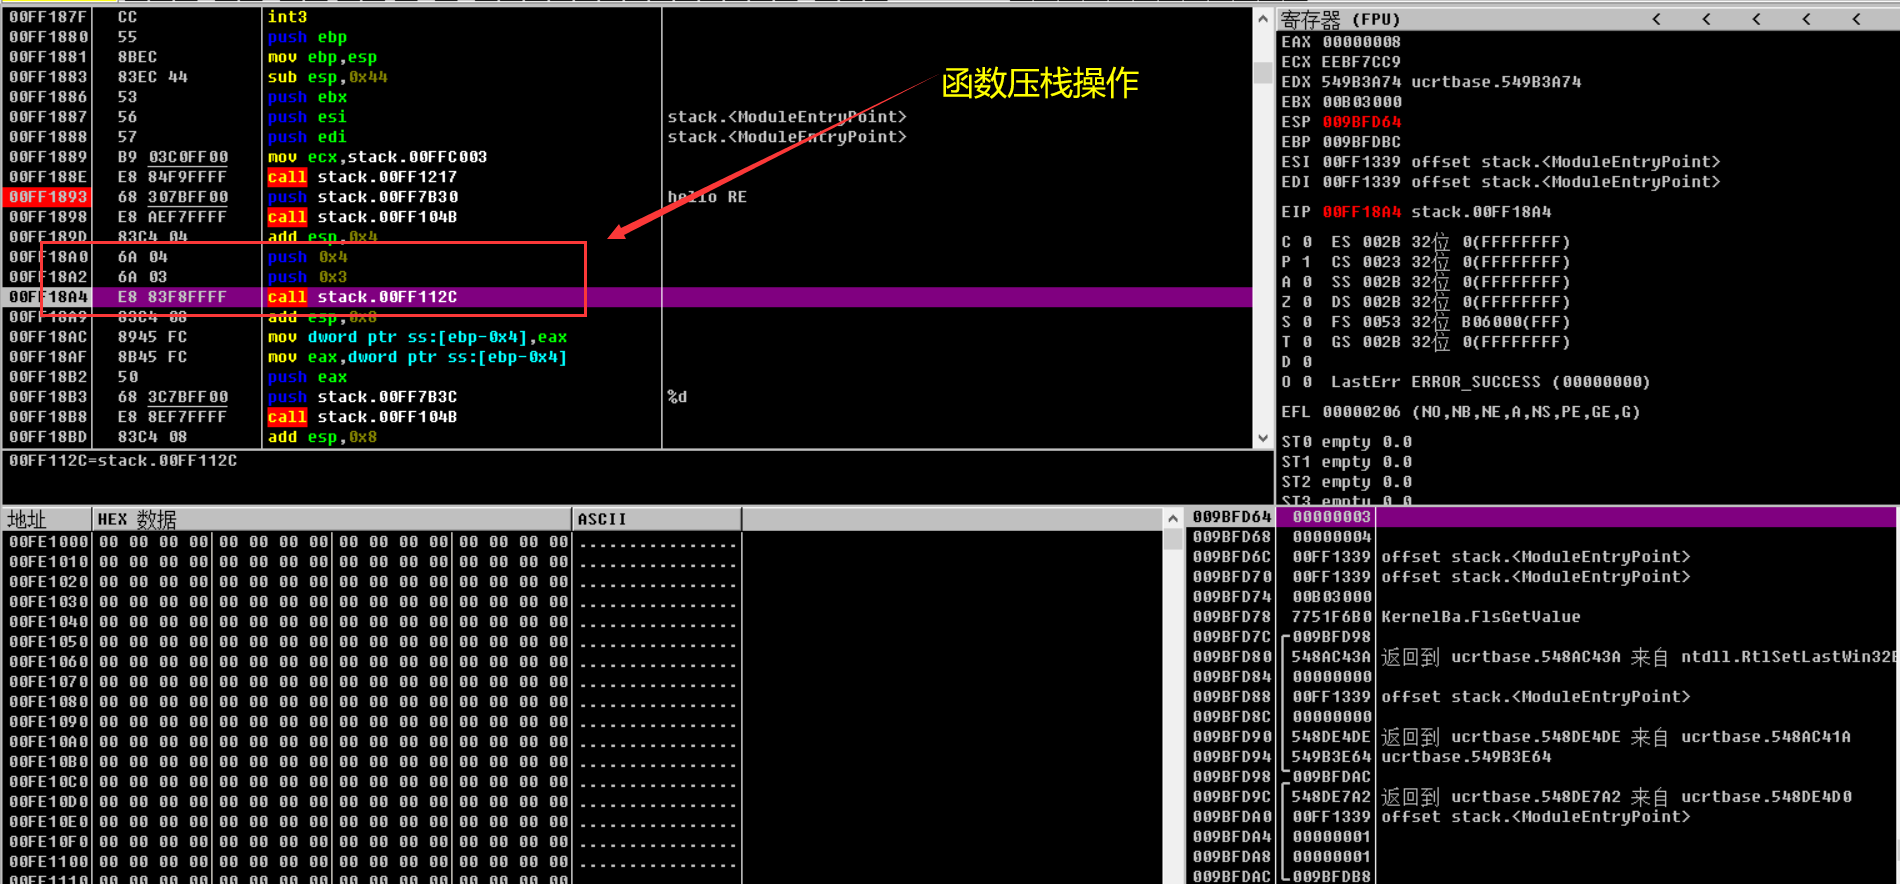 00FF187F CC int3
00FF1880 55 push ebp
00FF1881 8BEC mov ebp,esp
00FF1883 83EC 44 sub esp,0x44
00FF1886 53 push ebx
00FF1887 56 push esi stack.<ModuleEntryPoint>
00FF1888 57 push edi stack.<ModuleEntryPoint>
00FF1889 B9 03C0FF00 mov ecx,stack.00FFC003
00FF188E E8 84F9FFFF call stack.00FF1217
00FF1893 68 307BFF00 push stack.00FF7B30 hello RE
00FF1898 E8 AEF7FFFF call stack.00FF104B
00FF189D 83C4 04 add esp,0x4
00FF18A0 6A 04 push 0x4
00FF18A2 6A 03 push 0x3
00FF18A4 E8 83F8FFFF call stack.00FF112C
00FF18A9 83C4 08 add esp,0x8
00FF18AC 8945 FC mov dword ptr ss:[ebp-0x4],eax
00FF18AF 8B45 FC mov eax,dword ptr ss:[ebp-0x4]
00FF18B2 50 push eax
00FF18B3 68 3C7BFF00 push stack.00FF7B3C %d
00FF18B8 E8 8EF7FFFF call stack.00FF104B
00FF18BD 83C4 08 add esp,0x8
函数压栈操作
00FF112C=stack.00FF112C
寄存器 (FPU) < < < < <
EAX 00000008
ECX EEBF7CC9
EDX 549B3A74 ucrtbase.549B3A74
EBX 00B03000
ESP 009BFD64
EBP 009BFDBC
ESI 00FF1339 offset stack.<ModuleEntryPoint>
EDI 00FF1339 offset stack.<ModuleEntryPoint>
EIP 00FF18A4 stack.00FF18A4
C 0 ES 002B 32位 0(FFFFFFFF)
P 1 CS 0023 32位 0(FFFFFFFF)
A 0 SS 002B 32位 0(FFFFFFFF)
Z 0 DS 002B 32位 0(FFFFFFFF)
S 0 FS 0053 32位 B06000(FFF)
T 0 GS 002B 32位 0(FFFFFFFF)
D 0
O 0 LastErr ERROR_SUCCESS (00000000)
EFL 00000206 (NO,NB,NE,A,NS,PE,GE,G)
ST0 empty 0.0
ST1 empty 0.0
ST2 empty 0.0
ST3 empty 0.0
地址 HEX 数据 ASCII
00FE1000 00 00 00 00 00 00 00 00 00 00 00 00 00 00 00 00 ................
00FE1010 00 00 00 00 00 00 00 00 00 00 00 00 00 00 00 00 ................
00FE1020 00 00 00 00 00 00 00 00 00 00 00 00 00 00 00 00 ................
00FE1030 00 00 00 00 00 00 00 00 00 00 00 00 00 00 00 00 ................
00FE1040 00 00 00 00 00 00 00 00 00 00 00 00 00 00 00 00 ................
00FE1050 00 00 00 00 00 00 00 00 00 00 00 00 00 00 00 00 ................
00FE1060 00 00 00 00 00 00 00 00 00 00 00 00 00 00 00 00 ................
00FE1070 00 00 00 00 00 00 00 00 00 00 00 00 00 00 00 00 ................
00FE1080 00 00 00 00 00 00 00 00 00 00 00 00 00 00 00 00 ................
00FE1090 00 00 00 00 00 00 00 00 00 00 00 00 00 00 00 00 ................
00FE10A0 00 00 00 00 00 00 00 00 00 00 00 00 00 00 00 00 ................
00FE10B0 00 00 00 00 00 00 00 00 00 00 00 00 00 00 00 00 ................
00FE10C0 00 00 00 00 00 00 00 00 00 00 00 00 00 00 00 00 ................
00FE10D0 00 00 00 00 00 00 00 00 00 00 00 00 00 00 00 00 ................
00FE10E0 00 00 00 00 00 00 00 00 00 00 00 00 00 00 00 00 ................
00FE10F0 00 00 00 00 00 00 00 00 00 00 00 00 00 00 00 00 ................
00FE1100 00 00 00 00 00 00 00 00 00 00 00 00 00 00 00 00 ................
00FE1110 00 00 00 00 00 00 00 00 00 00 00 00 00 00 00 00
009BFD64 00000003
009BFD68 00000004
009BFD6C 00FF1339 offset stack.<ModuleEntryPoint>
009BFD70 00FF1339 offset stack.<ModuleEntryPoint>
009BFD74 00B03000
009BFD78 7751F6B0 KernelBa.FlsGetValue
009BFD7C 009BFD98
009BFD80 548AC43A 返回到 ucrtbase.548AC43A 来自 ntdll.RtlSetLastWin32E
009BFD84 00000000
009BFD88 00FF1339 offset stack.<ModuleEntryPoint>
009BFD8C 00000000
009BFD90 548DE4DE 返回到 ucrtbase.548DE4DE 来自 ucrtbase.548AC41A
009BFD94 549B3E64 ucrtbase.549B3E64
009BFD98 009BFDAC
009BFD9C 548DE7A2 返回到 ucrtbase.548DE7A2 来自 ucrtbase.548DE4D0
009BFDA0 00FF1339 offset stack.<ModuleEntryPoint>
009BFDA4 00000001
009BFDA8 00000001
009BFDAC 009BFDB8